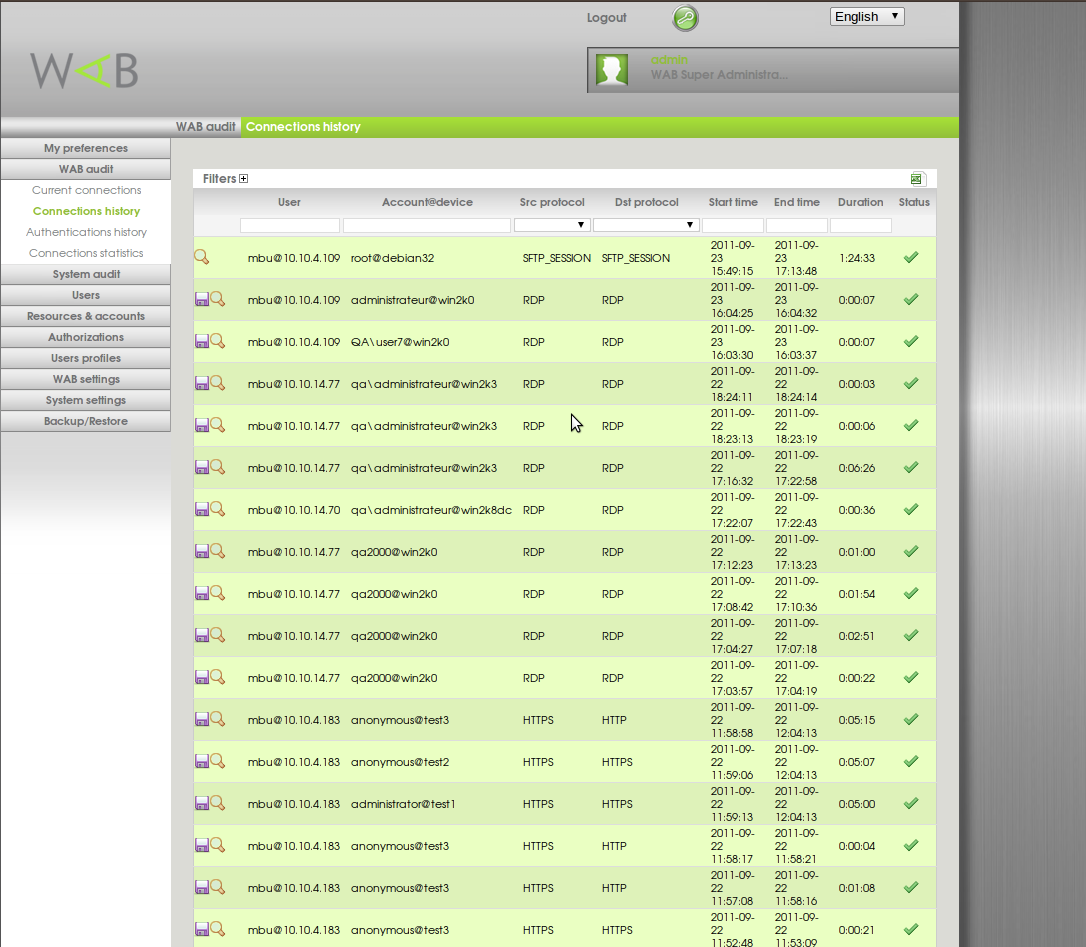 Logout
English
WAB
admin
WAB Super Administra...
WAB audit Connections history
My preferences
WAB audit
Current connections
Connections history
Authentications history
Connections statistics
System audit
Users
Resources & accounts
Authorizations
Users profiles
WAB settings
System settings
Backup/Restore
Filters
User Account@device Src protocol Dst protocol Start time End time Duration Status
mbu@10.10.4.109 root@debian32 SFTP_SESSION SFTP_SESSION 2011-09-23 15:49:15 2011-09-23 17:13:48 1:24:33
mbu@10.10.4.109 administrateur@win2k0 RDP RDP 2011-09-23 16:04:25 2011-09-23 16:04:32 0:00:07
mbu@10.10.4.109 QA\user7@win2k0 RDP RDP 2011-09-23 16:03:30 2011-09-23 16:03:37 0:00:07
mbu@10.10.14.77 qa\administrateur@win2k3 RDP RDP 2011-09-22 18:24:11 2011-09-22 18:24:14 0:00:03
mbu@10.10.14.77 qa\administrateur@win2k3 RDP RDP 2011-09-22 18:23:13 2011-09-22 18:23:19 0:00:06
mbu@10.10.14.77 qa\administrateur@win2k3 RDP RDP 2011-09-22 17:16:32 2011-09-22 17:22:58 0:06:26
mbu@10.10.14.70 qa\administrateur@win2k8dc RDP RDP 2011-09-22 17:22:07 2011-09-22 17:22:43 0:00:36
mbu@10.10.14.77 qa2000@win2k0 RDP RDP 2011-09-22 17:12:23 2011-09-22 17:13:23 0:01:00
mbu@10.10.14.77 qa2000@win2k0 RDP RDP 2011-09-22 17:08:42 2011-09-22 17:10:36 0:01:54
mbu@10.10.14.77 qa2000@win2k0 RDP RDP 2011-09-22 17:04:27 2011-09-22 17:07:18 0:02:51
mbu@10.10.14.77 qa2000@win2k0 RDP RDP 2011-09-22 17:03:57 2011-09-22 17:04:19 0:00:22
mbu@10.10.4.183 anonymous@test3 HTTPS HTTP 2011-09-22 11:58:58 2011-09-22 12:04:13 0:05:15
mbu@10.10.4.183 anonymous@test2 HTTPS HTTPS 2011-09-22 11:59:06 2011-09-22 12:04:13 0:05:07
mbu@10.10.4.183 administrator@test1 HTTPS HTTPS 2011-09-22 11:59:13 2011-09-22 12:04:13 0:05:00
mbu@10.10.4.183 anonymous@test3 HTTPS HTTP 2011-09-22 11:58:17 2011-09-22 11:58:21 0:00:04
mbu@10.10.4.183 anonymous@test3 HTTPS HTTP 2011-09-22 11:57:08 2011-09-22 11:58:16 0:01:08
mbu@10.10.4.183 anonymous@test3 HTTPS HTTPS 2011-09-22 11:52:48 2011-09-22 11:53:09 0:00:21